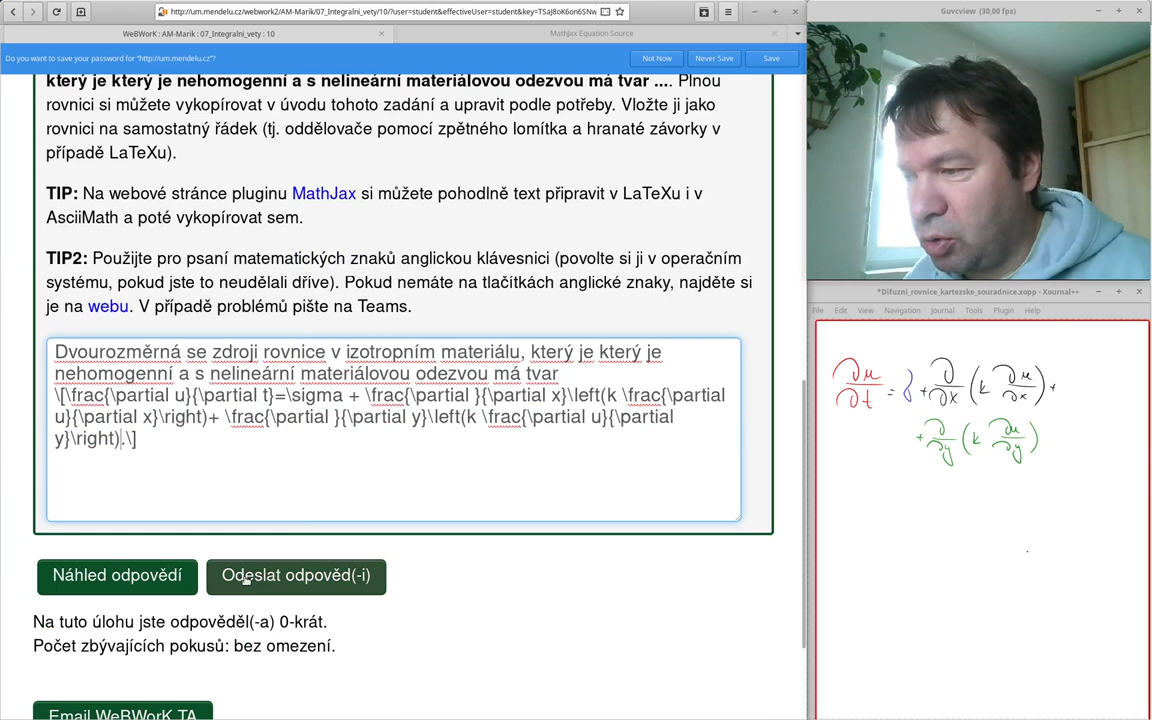 http://um.mendelu.cz/webwork2/AM-Marik/07_Integralni_vety/10/?user=student&effectiveUser=student&key=TSaJ8oK6on6SNw
Guvcview (30,00 fps)
WeBWorK : AM-Marik : 07_Integralni_vety : 10
MathJax Equation Source
Do you want to save your password for "http://um.mendelu.cz"?
Not Now
Never Save
Save
který je který je nehomogenní a s nelineární materiálovou odezvou má tvar .... Plnou
rovnici si můžete vykopírovat v úvodu tohoto zadání a upravit podle potřeby. Vložte ji jako
rovnici na samostatný řádek (tj. oddělovače pomocí zpětného lomítka a hranaté závorky v
případě LaTeXu).
TIP: Na webové stránce pluginu MathJax si můžete pohodlně text připravit v LaTeXu i v
AsciiMath a poté vykopírovat sem.
TIP2: Použijte pro psaní matematických znaků anglickou klávesnici (povolte si ji v operačním
systému, pokud jste to neudělali dříve). Pokud nemáte na tlačítkách anglické znaky, najděte si
je na webu. V případě problémů pište na Teams.
Dvourozměrná se zdroji rovnice v izotropním materiálu, který je který je
nehomogenní a s nelineární materiálovou odezvou má tvar
\[\frac{\partial u}{\partial t}=\sigma + \frac{\partial }{\partial x}\left(k \frac{\partial
u}{\partial x}\right)+ \frac{\partial }{\partial y}\left(k \frac{\partial u}{\partial
y}\right).\]
Náhled odpovědí
Odeslat odpověd(-i)
Na tuto úlohu jste odpověděl(-a) 0-krát.
Počet zbývajících pokusů: bez omezení.
Email WeBWorK TA
*Difuzni_rovnice_kartezske_souradnice.xopp - Xournal++
File Edit View Navigation Journal Tools Plugin Help
∂u/∂t = δ + ∂/∂x (k ∂u/∂x) +
+ ∂/∂y (k ∂u/∂y)